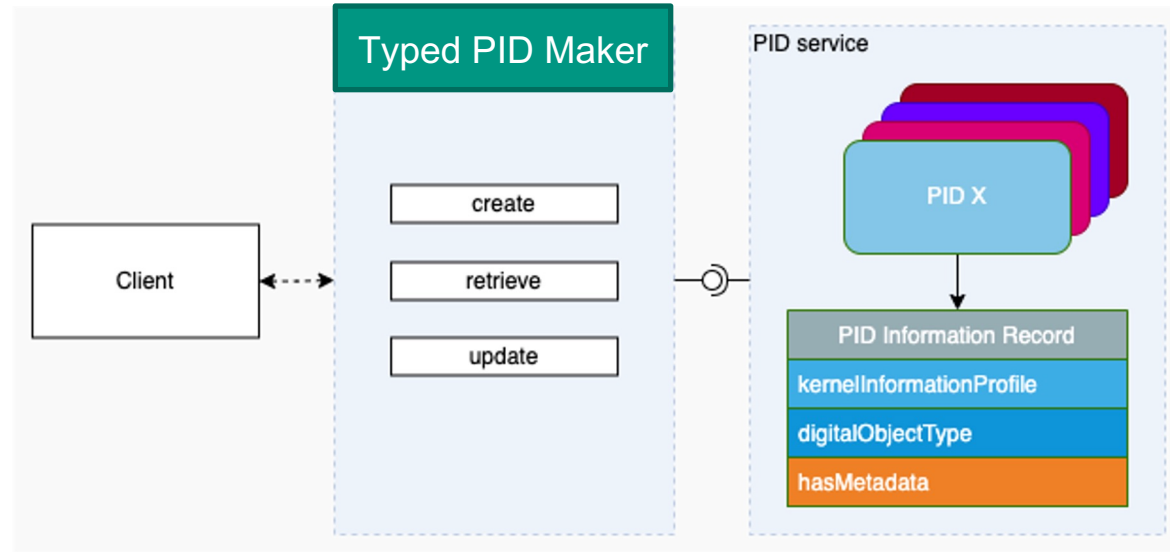 Typed PID Maker
PID service
create
retrieve
update
Client
PID X
PID Information Record
kernelInformationProfile
digitalObjectType
hasMetadata